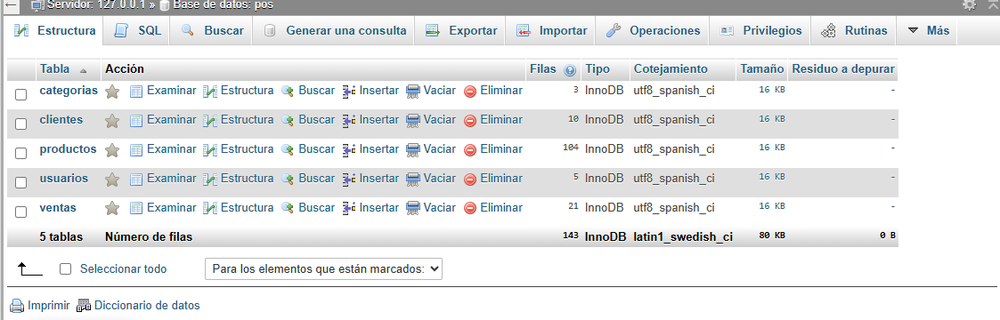 Servidor: 127.0.0.1 » Base de datos: pos
Estructura SQL Buscar Generar una consulta Exportar Importar Operaciones Privilegios Rutinas Más
Tabla Acción Filas Tipo Cotejamiento Tamaño Residuo a depurar
categorias Examinar Estructura Buscar Insertar Vaciar Eliminar 3 InnoDB utf8_spanish_ci 16 KB -
clientes Examinar Estructura Buscar Insertar Vaciar Eliminar 10 InnoDB utf8_spanish_ci 16 KB -
productos Examinar Estructura Buscar Insertar Vaciar Eliminar 104 InnoDB utf8_spanish_ci 16 KB -
usuarios Examinar Estructura Buscar Insertar Vaciar Eliminar 5 InnoDB utf8_spanish_ci 16 KB -
ventas Examinar Estructura Buscar Insertar Vaciar Eliminar 21 InnoDB utf8_spanish_ci 16 KB -
5 tablas Número de filas 143 InnoDB latin1_swedish_ci 80 KB 0 B
Seleccionar todo Para los elementos que están marcados:
Imprimir Diccionario de datos